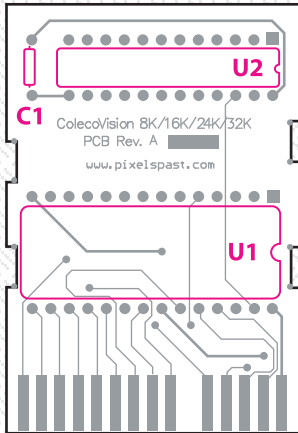 U2
C1
ColecoVision 8K/16K/24K/32K
PCB Rev. A
www.pixelspast.com
U1